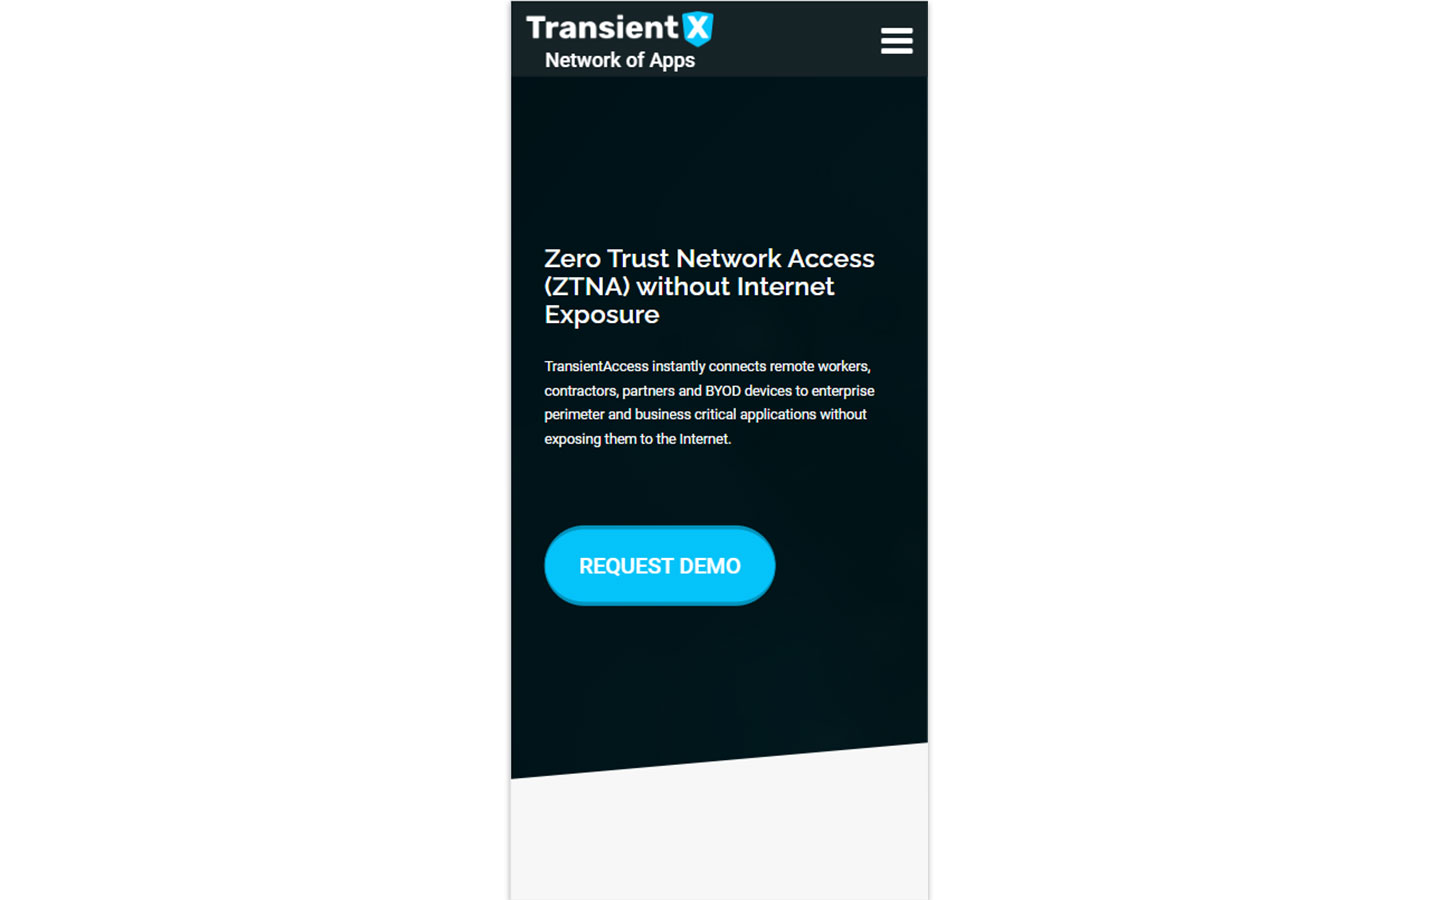 TransientX
Network of Apps
Zero Trust Network Access
(ZTNA) without Internet
Exposure
TransientAccess instantly connects remote workers,
contractors, partners and BYOD devices to enterprise
perimeter and business critical applications without
exposing them to the Internet.
REQUEST DEMO